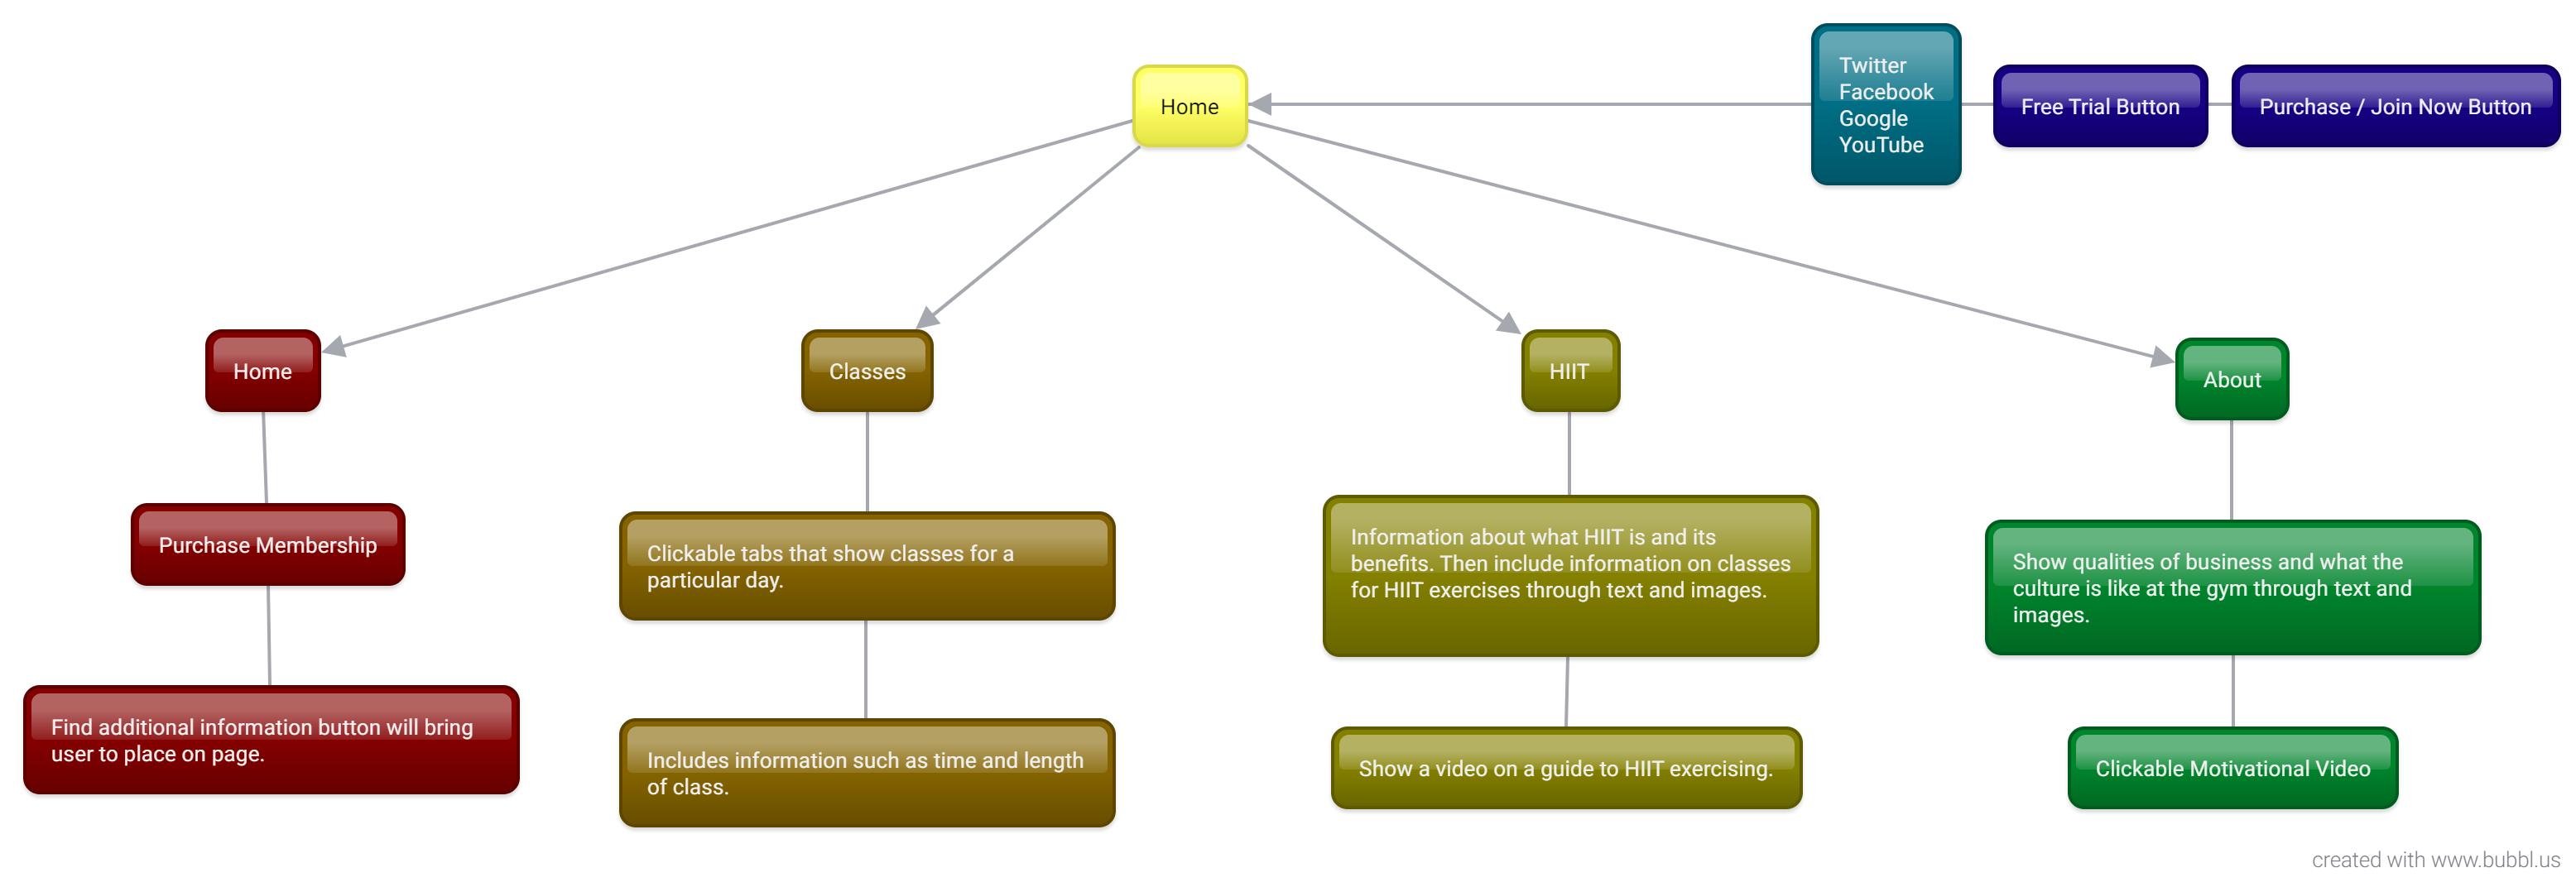 Twitter
Facebook
Google
YouTube
Home
Free Trial Button
Purchase / Join Now Button
Home
Classes
HIIT
About
Purchase Membership
Clickable tabs that show classes for a
particular day.
Information about what HIIT is and its
benefits. Then include information on classes
for HIIT exercises through text and images.
Show qualities of business and what the
culture is like at the gym through text and
images.
Find additional information button will bring
user to place on page.
Includes information such as time and length
of class.
Show a video on a guide to HIIT exercising.
Clickable Motivational Video
created with www.bubbl.us